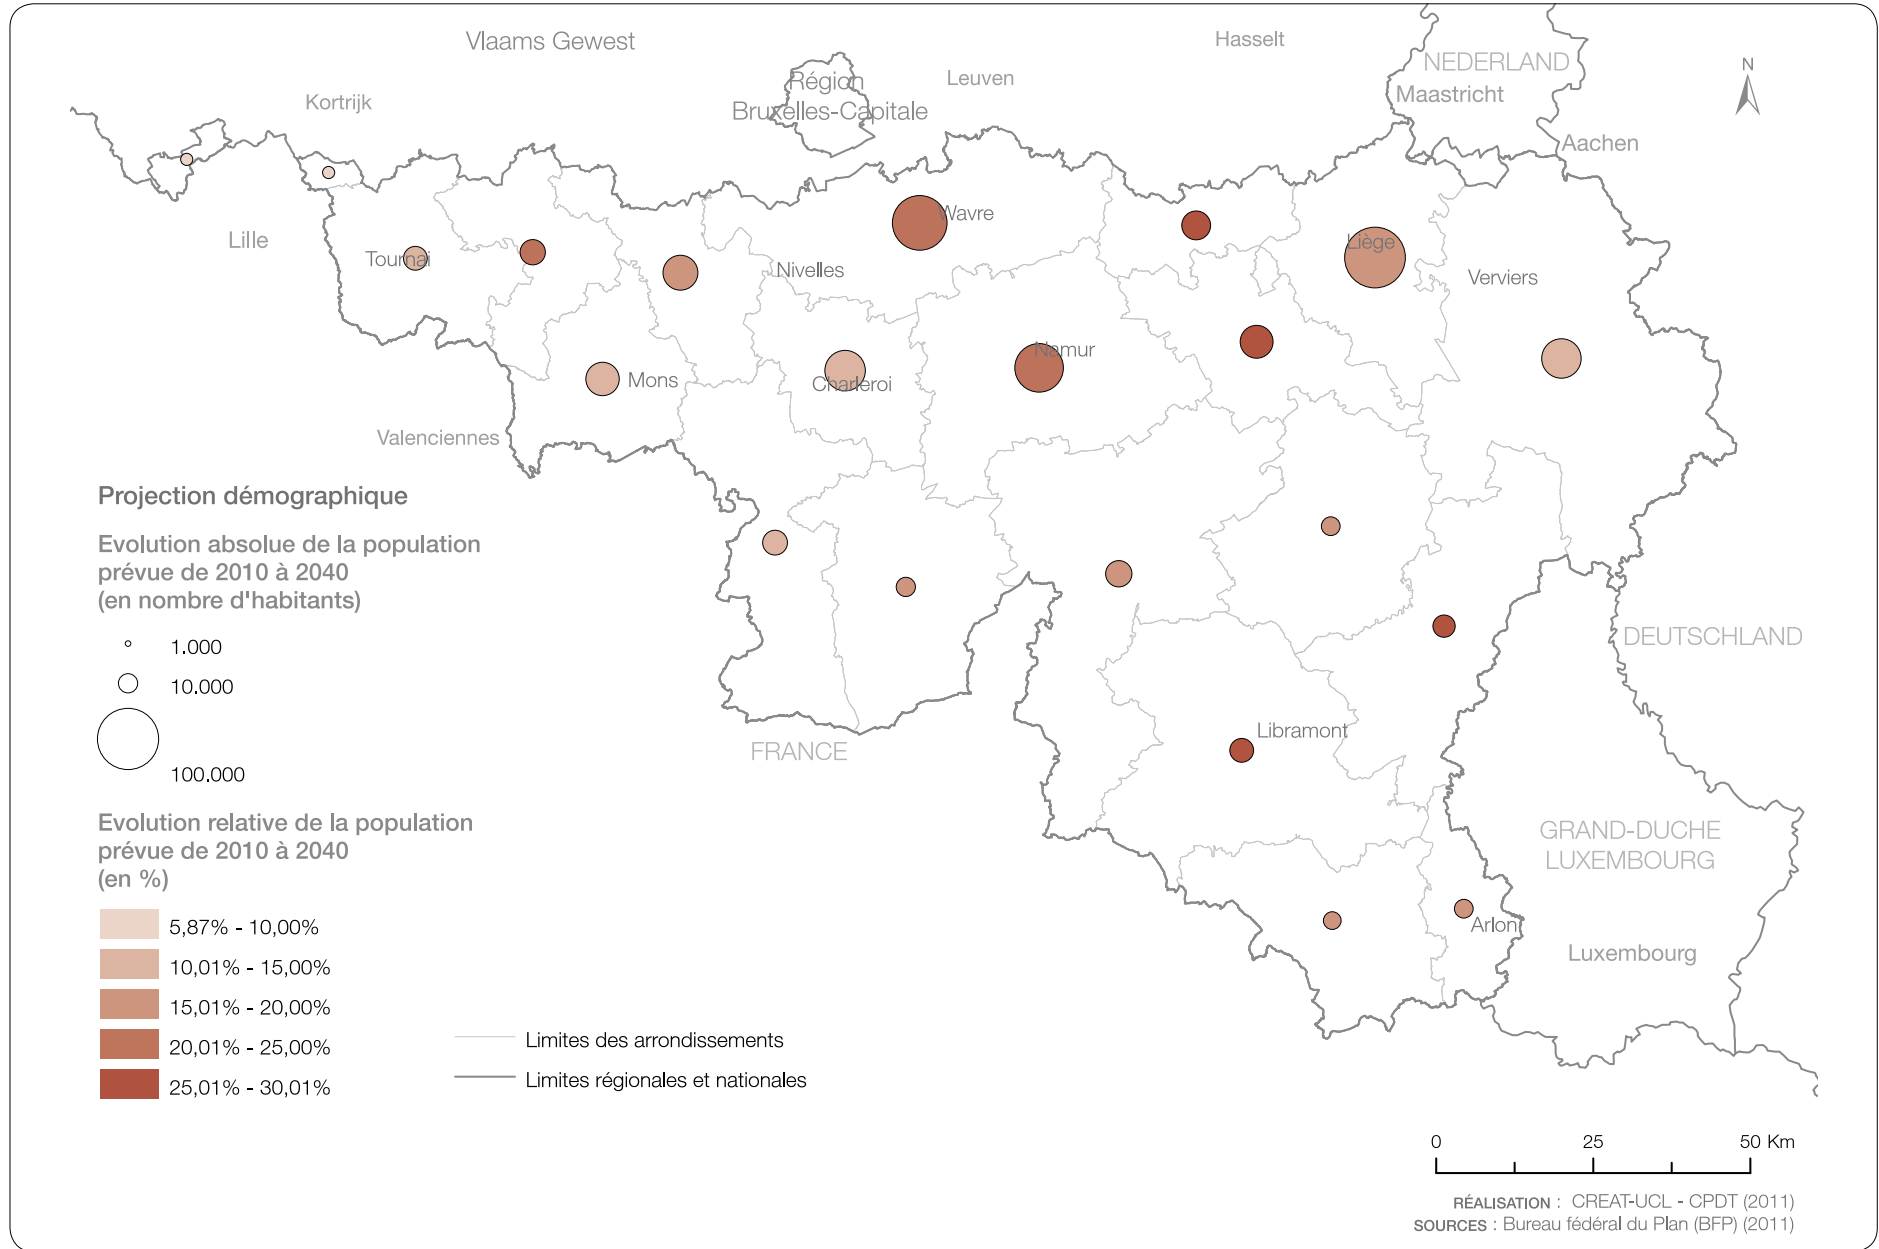 Vlaams Gewest
Hasselt
NEDERLAND
Maastricht
N
Région
Bruxelles-Capitale
Leuven
Kortrijk
Aachen
Lille
Tournai
Wavre
Liège
Nivelles
Verviers
Namur
Mons
Charleroi
Valenciennes
Projection démographique
Evolution absolue de la population
prévue de 2010 à 2040
(en nombre d'habitants)
1.000
10.000
100.000
DEUTSCHLAND
Libramont
FRANCE
Evolution relative de la population
prévue de 2010 à 2040
(en %)
GRAND-DUCHE
LUXEMBOURG
5,87% - 10,00%
10,01% - 15,00%
15,01% - 20,00%
20,01% - 25,00%
25,01% - 30,01%
Arlon
Luxembourg
Limites des arrondissements
Limites régionales et nationales
0 25 50 Km
RÉALISATION : CREAT-UCL - CPDT (2011)
SOURCES : Bureau fédéral du Plan (BFP) (2011)